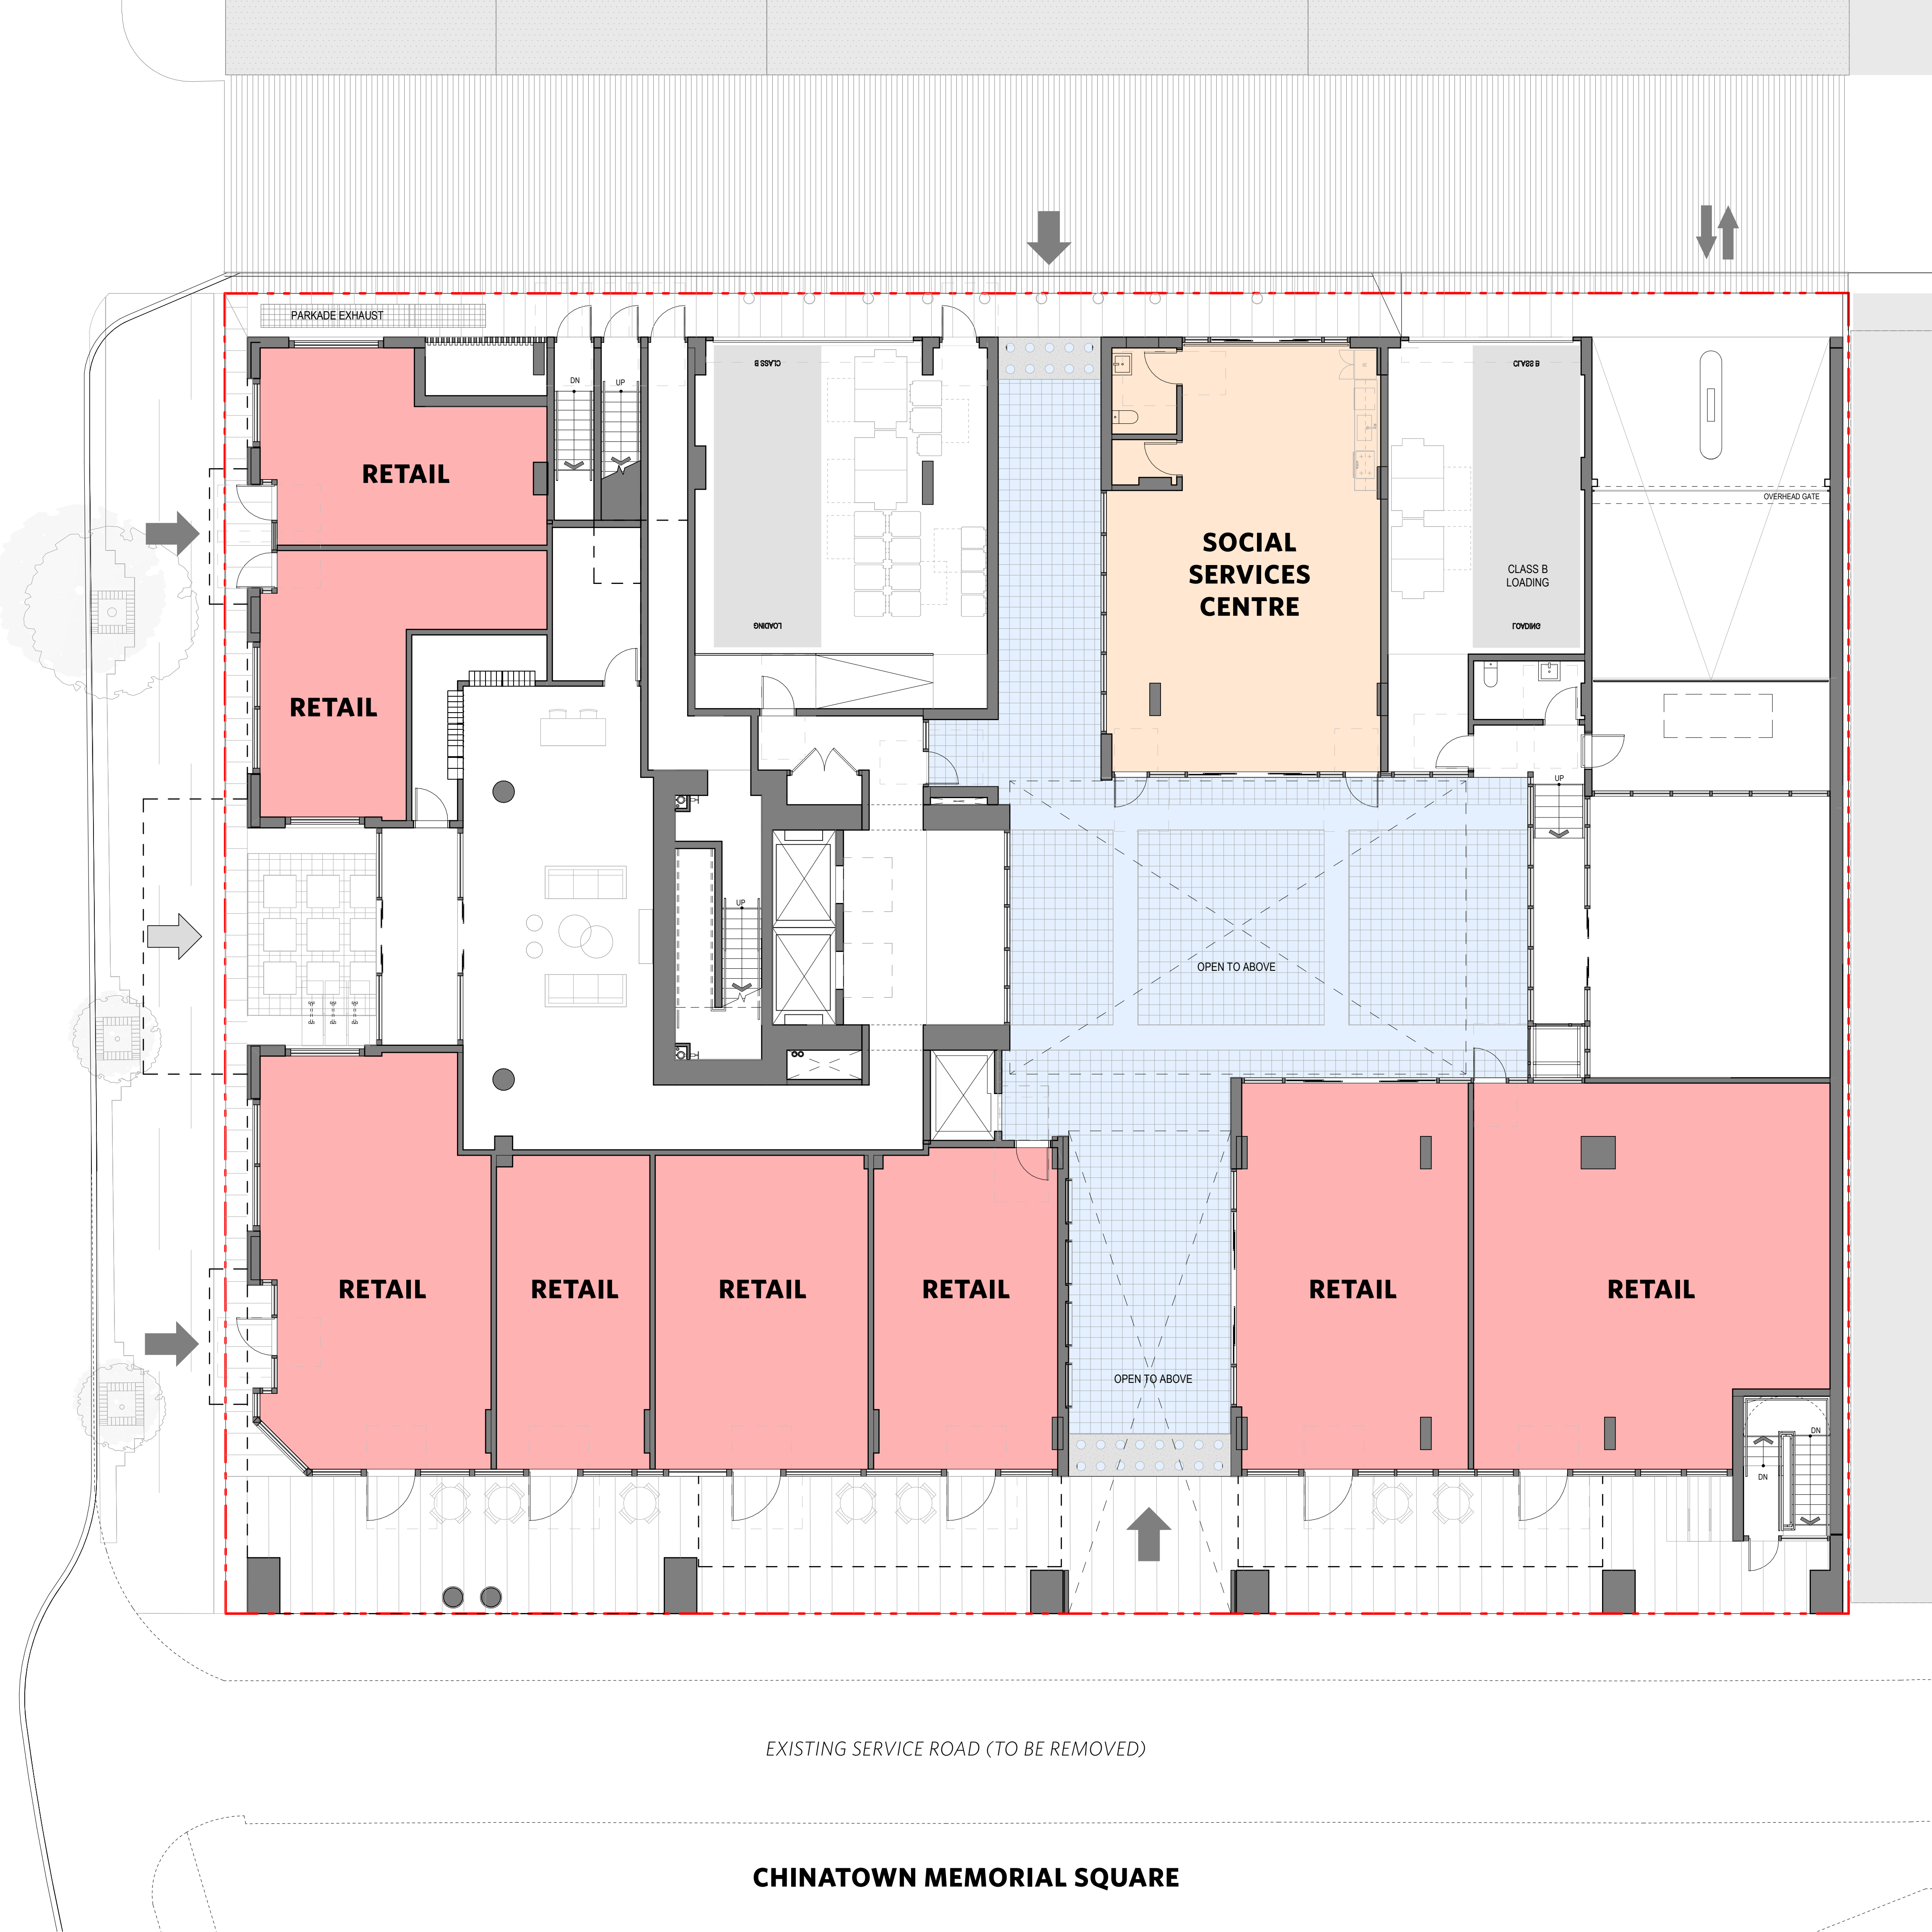 PARKADE EXHAUST
DN
UP
CLASS B
CLASS B
OVERHEAD GATE
RETAIL
SOCIAL
SERVICES
CENTRE
CLASS B
LOADING
LOADING
LOADING
RETAIL
UP
UP
OPEN TO ABOVE
RETAIL
RETAIL
RETAIL
RETAIL
RETAIL
RETAIL
OPEN TO ABOVE
DN
DN
EXISTING SERVICE ROAD (TO BE REMOVED)
CHINATOWN MEMORIAL SQUARE